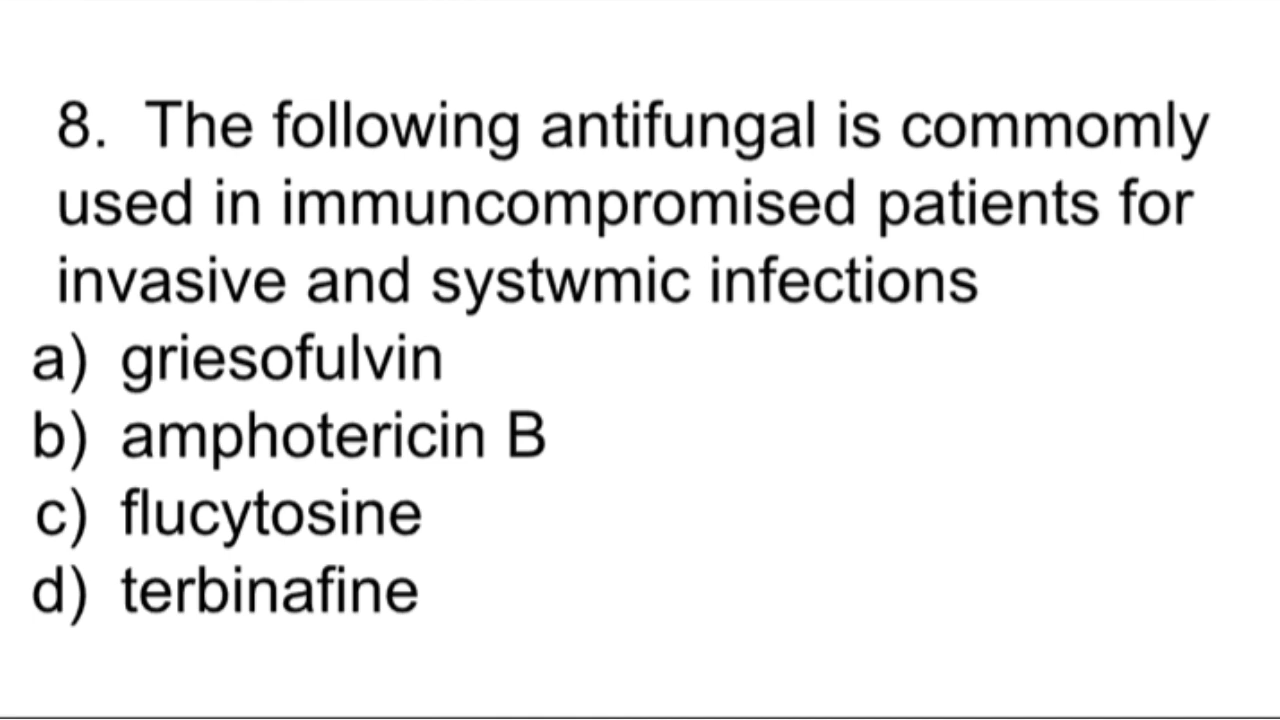 8. The following antifungal is commomly
used in immuncompromised patients for
invasive and systwmic infections
a) griesofulvin
b) amphotericin B
c) flucytosine
d) terbinafine